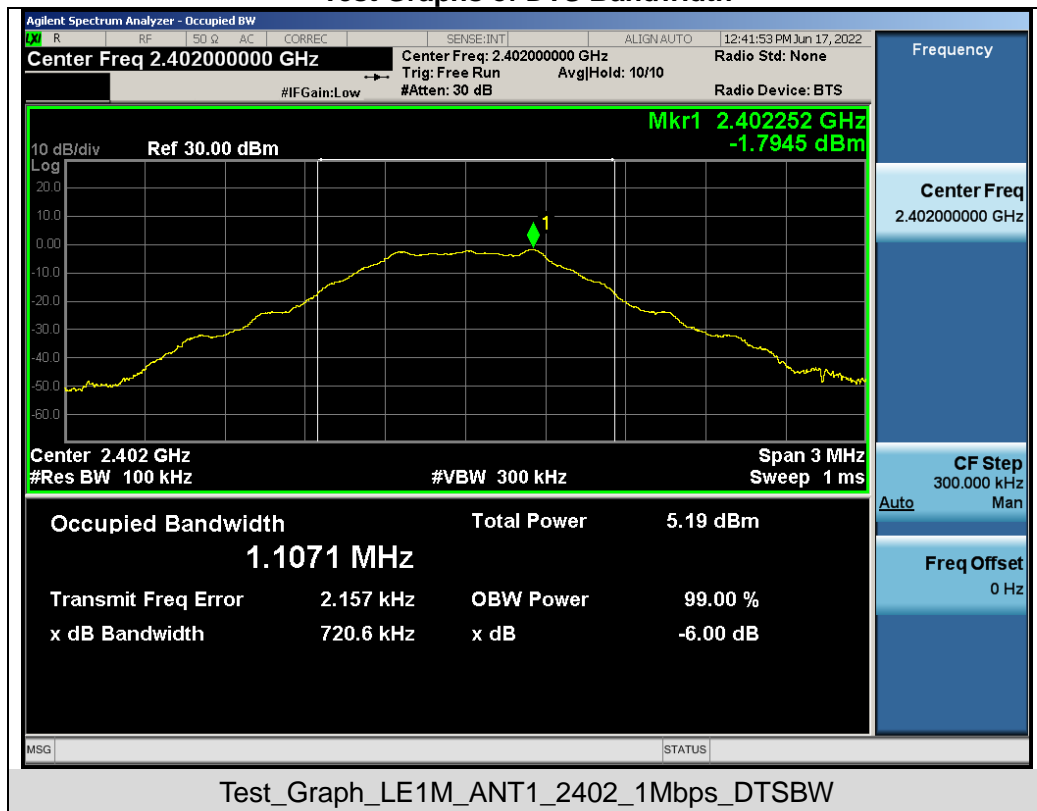 Agilent Spectrum Analyzer - Occupied BW
LXI R RF 50 Ω AC CORREC SENSE:INT ALIGN AUTO 12:41:53 PM Jun 17, 2022
Center Freq 2.402000000 GHz
Center Freq: 2.402000000 GHz
Radio Std: None
Trig: Free Run Avg|Hold: 10/10
#IFGain:Low
#Atten: 30 dB
Radio Device: BTS
Frequency
Mkr1 2.402252 GHz
-1.7945 dBm
10 dB/div Ref 30.00 dBm
Log
20.0
10.0
0.00
-10.0
-20.0
-30.0
-40.0
-50.0
-60.0
1
Center 2.402 GHz
Span 3 MHz
#Res BW 100 kHz
#VBW 300 kHz
Sweep 1 ms
Center Freq
2.402000000 GHz
CF Step
300.000 kHz
Auto Man
Freq Offset
0 Hz
Occupied Bandwidth
1.1071 MHz
Total Power 5.19 dBm
Transmit Freq Error 2.157 kHz
OBW Power 99.00 %
x dB Bandwidth 720.6 kHz
x dB -6.00 dB
MSG
STATUS
Test_Graph_LE1M_ANT1_2402_1Mbps_DTSBW